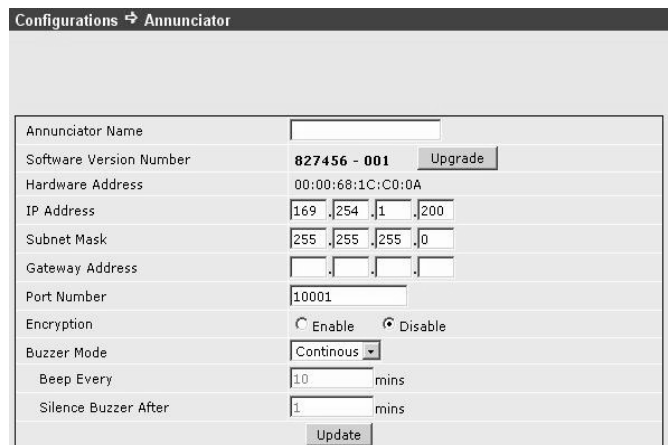 Configurations ➪ Annunciator
Annunciator Name
Software Version Number 827456 - 001 Upgrade
Hardware Address 00:00:68:1C:C0:0A
IP Address 169 . 254 . 1 . 200
Subnet Mask 255 . 255 . 255 . 0
Gateway Address . . .
Port Number 10001
Encryption Enable Disable
Buzzer Mode Continous
Beep Every 10 mins
Silence Buzzer After 1 mins
Update